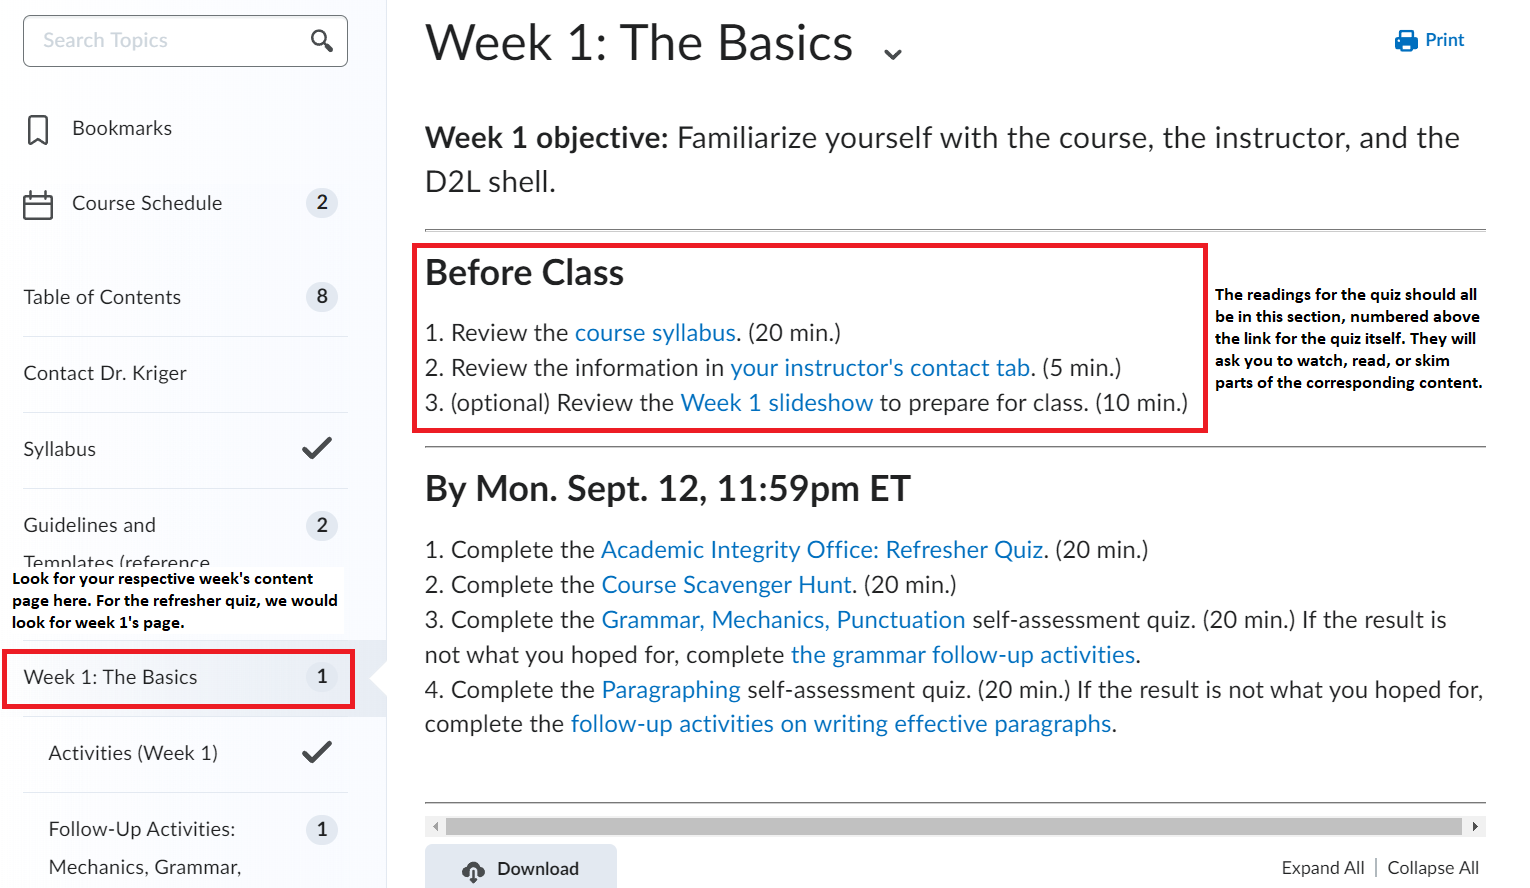 Search Topics
Bookmarks
Course Schedule 2
Table of Contents 8
Contact Dr. Kriger
Syllabus
Guidelines and 2
Templates (reference
Look for your respective week's content
page here. For the refresher quiz, we would
look for week 1's page.
Week 1: The Basics 1
Activities (Week 1)
Follow-Up Activities: 1
Mechanics, Grammar,
Week 1: The Basics
Print
Week 1 objective: Familiarize yourself with the course, the instructor, and the
D2L shell.
Before Class
1. Review the course syllabus. (20 min.)
2. Review the information in your instructor's contact tab. (5 min.)
3. (optional) Review the Week 1 slideshow to prepare for class. (10 min.)
The readings for the quiz should all
be in this section, numbered above
the link for the quiz itself. They will
ask you to watch, read, or skim
parts of the corresponding content.
By Mon. Sept. 12, 11:59pm ET
1. Complete the Academic Integrity Office: Refresher Quiz. (20 min.)
2. Complete the Course Scavenger Hunt. (20 min.)
3. Complete the Grammar, Mechanics, Punctuation self-assessment quiz. (20 min.) If the result is
not what you hoped for, complete the grammar follow-up activities.
4. Complete the Paragraphing self-assessment quiz. (20 min.) If the result is not what you hoped for,
complete the follow-up activities on writing effective paragraphs.
Download
Expand All | Collapse All